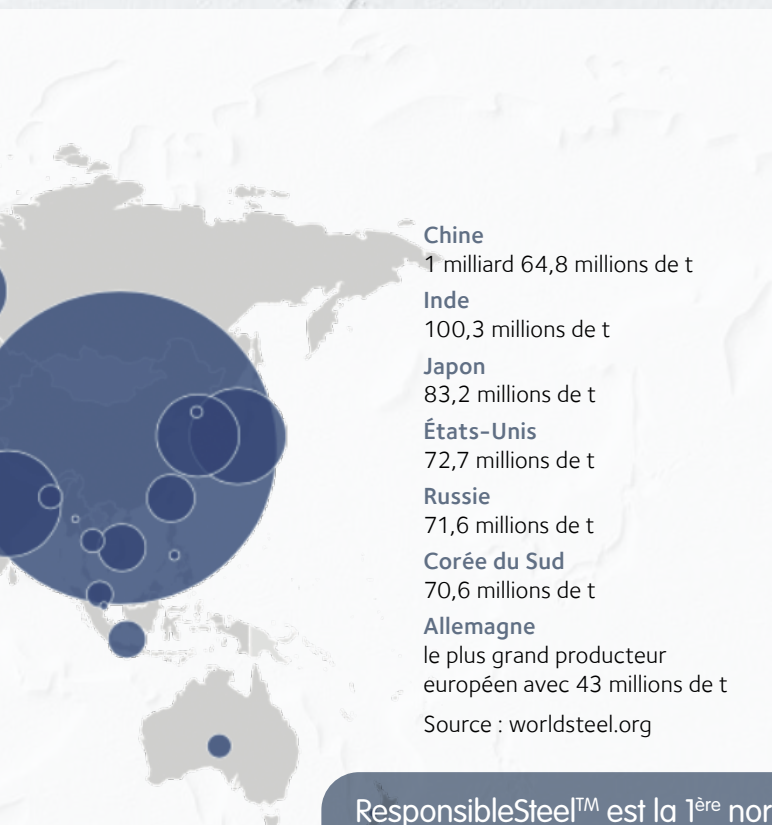 Chine
1 milliard 64,8 millions de t
Inde
100,3 millions de t
Japon
83,2 millions de t
États-Unis
72,7 millions de t
Russie
71,6 millions de t
Corée du Sud
70,6 millions de t
Allemagne
le plus grand producteur
européen avec 43 millions de t
Source : worldsteel.org
ResponsibleSteel™ est la 1ère